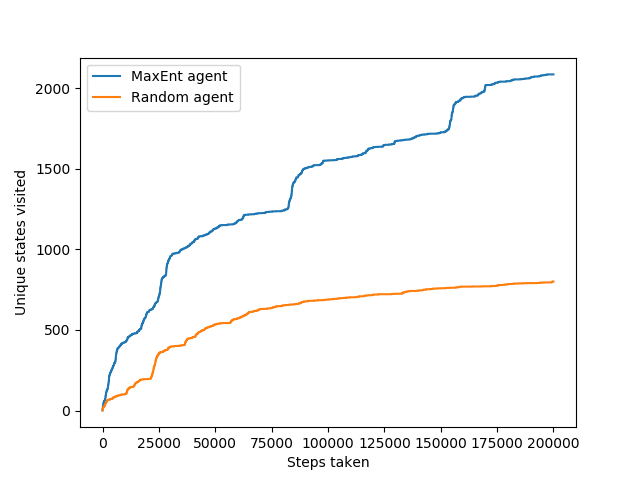 MaxEnt agent
Random agent
Unique states visited
2000
1500
1000
500
0
0 25000 50000 75000 100000 125000 150000 175000 200000
Steps taken